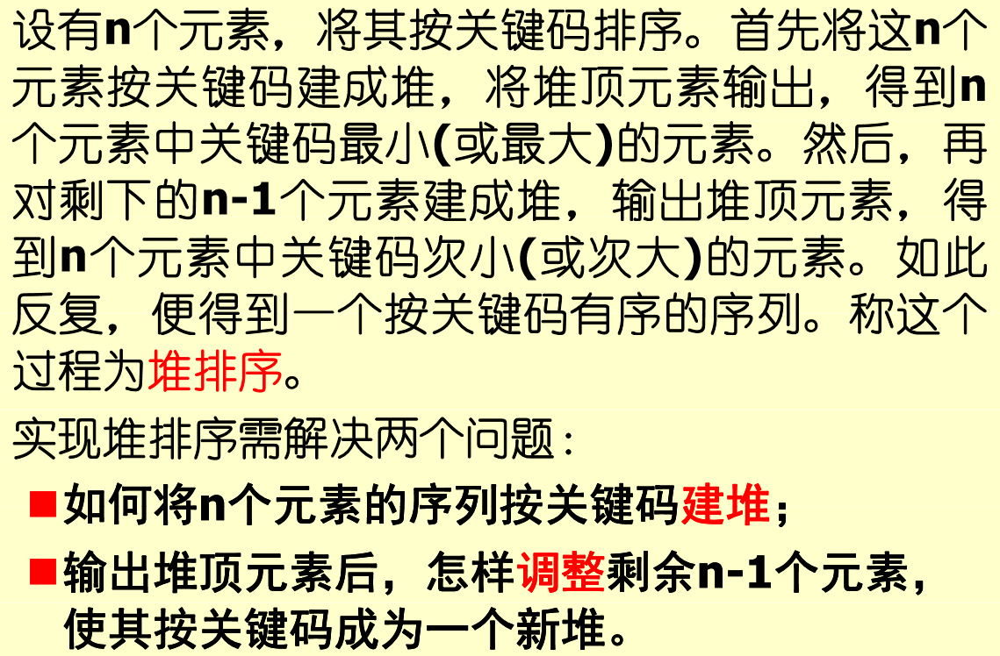 设有n个元素，将其按关键码排序。首先将这n个
元素按关键码建成堆，将堆顶元素输出，得到n
个元素中关键码最小(或最大)的元素。然后，再
对剩下的n-1个元素建成堆，输出堆顶元素，得
到n个元素中关键码次小(或次大)的元素。如此
反复，便得到一个按关键码有序的序列。称这个
过程为堆排序。
实现堆排序需解决两个问题：
■如何将n个元素的序列按关键码建堆；
■输出堆顶元素后，怎样调整剩余n-1个元素，
使其按关键码成为一个新堆。